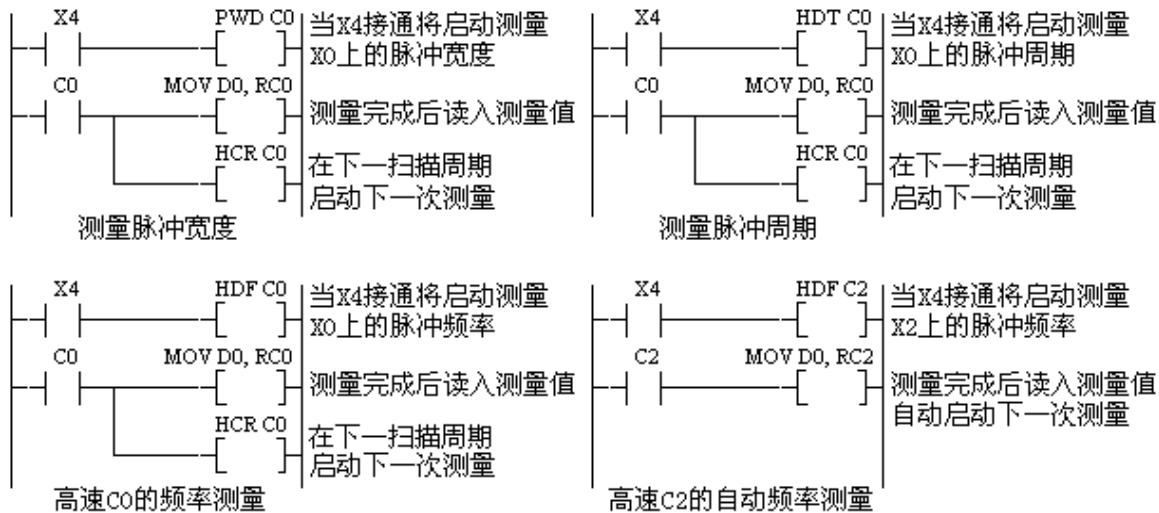 X4 PWD C0 当X4接通将启动测量
X0上的脉冲宽度
C0 MOV D0, RC0 测量完成后读入测量值
HCR C0 在下一扫描周期
启动下一次测量
测量脉冲宽度
X4 HDT C0 当X4接通将启动测量
X0上的脉冲周期
C0 MOV D0, RC0 测量完成后读入测量值
HCR C0 在下一扫描周期
启动下一次测量
测量脉冲周期
X4 HDF C0 当X4接通将启动测量
X0上的脉冲频率
C0 MOV D0, RC0 测量完成后读入测量值
HCR C0 在下一扫描周期
启动下一次测量
高速C0的频率测量
X4 HDF C2 当X4接通将启动测量
X2上的脉冲频率
C2 MOV D0, RC2 测量完成后读入测量值
自动启动下一次测量
高速C2的自动频率测量